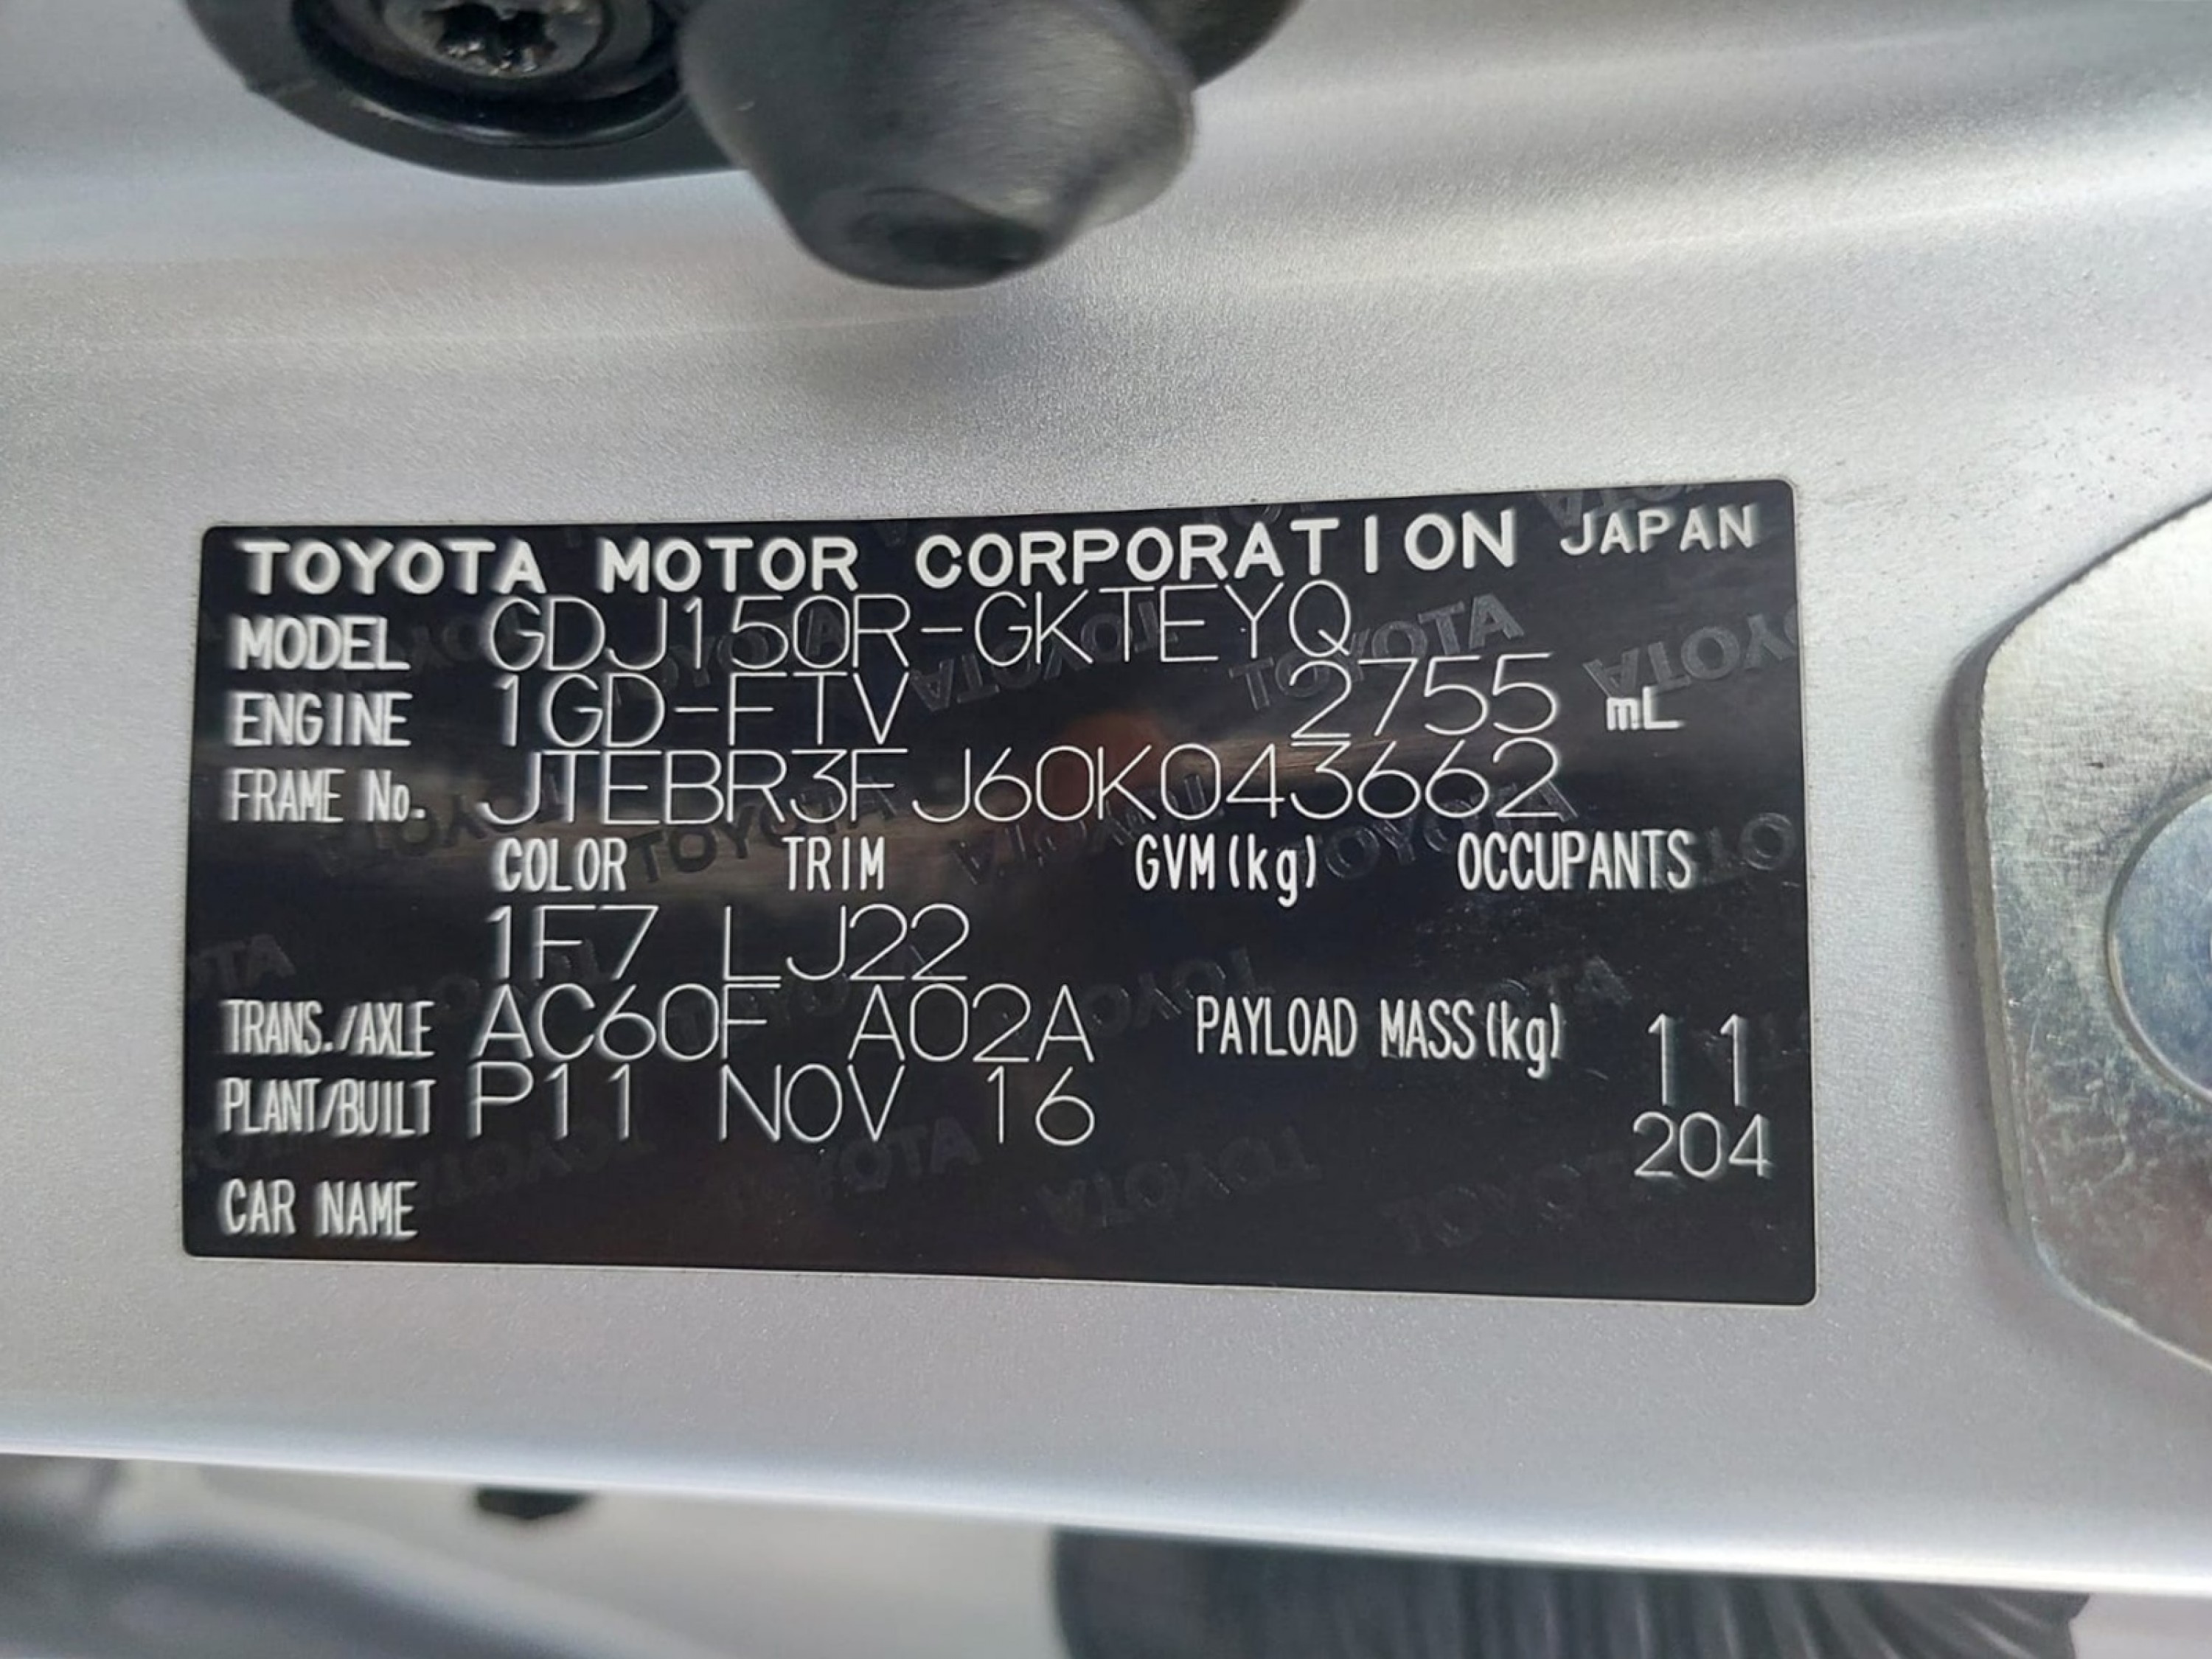 TOYOTA MOTOR CORPORATION JAPAN
MODEL GDJ150R-GKTEYQ
ENGINE 1GD-FTV 2755 mL
FRAME No. JTEBR3FJ60K043662
COLOR TRIM GVM(kg) OCCUPANTS
1F7 LJ22
TRANS./AXLE AC60F A02A PAYLOAD MASS(kg) 11
PLANT/BUILT P11 NOV 16
204
CAR NAME